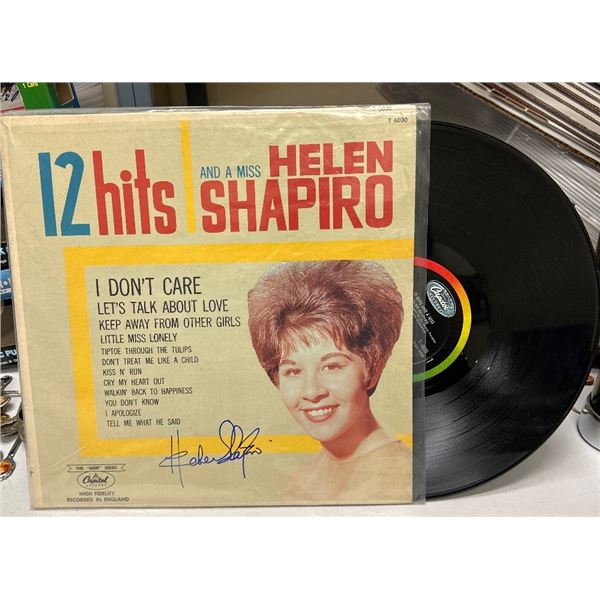 T 6030
12 hits AND A MISS HELEN SHAPIRO
I DON'T CARE
LET'S TALK ABOUT LOVE
KEEP AWAY FROM OTHER GIRLS
LITTLE MISS LONELY
TIPTOE THROUGH THE TULIPS
DON'T TREAT ME LIKE A CHILD
KISS N' RUN
CRY MY HEART OUT
WALKIN' BACK TO HAPPINESS
YOU DON'T KNOW
I APOLOGIZE
TELL ME WHAT HE SAID
Helen Shapiro
THE "6000" SERIES
Capitol
RECORDS
HIGH FIDELITY
RECORDED IN ENGLAND
Capitol